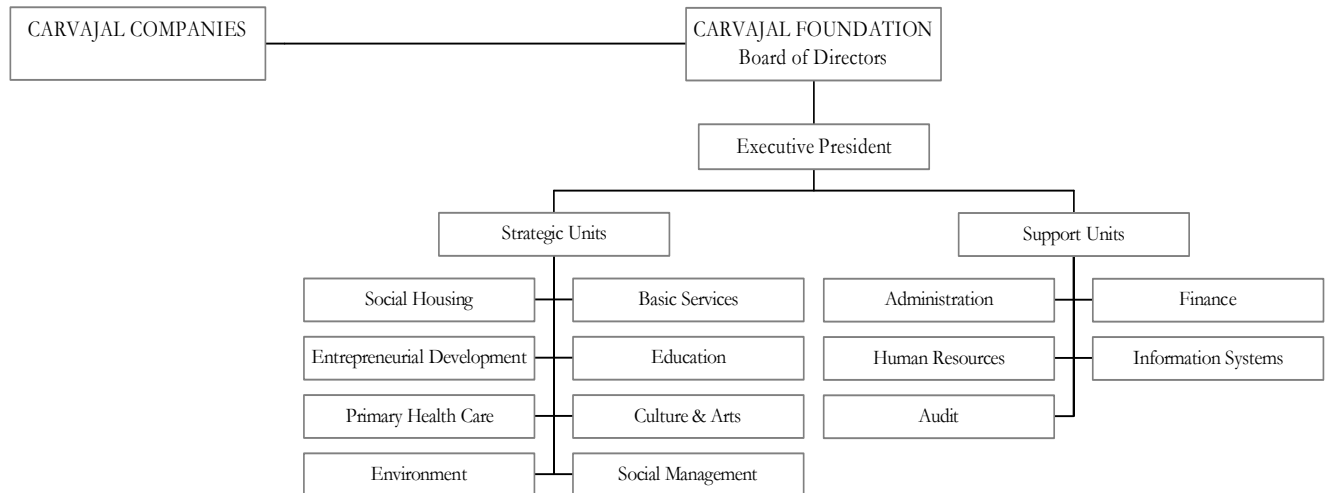 CARVAJAL COMPANIES
CARVAJAL FOUNDATION
Board of Directors
Executive President
Strategic Units
Support Units
Social Housing
Basic Services
Administration
Finance
Entrepreneurial Development
Education
Human Resources
Information Systems
Primary Health Care
Culture & Arts
Audit
Environment
Social Management